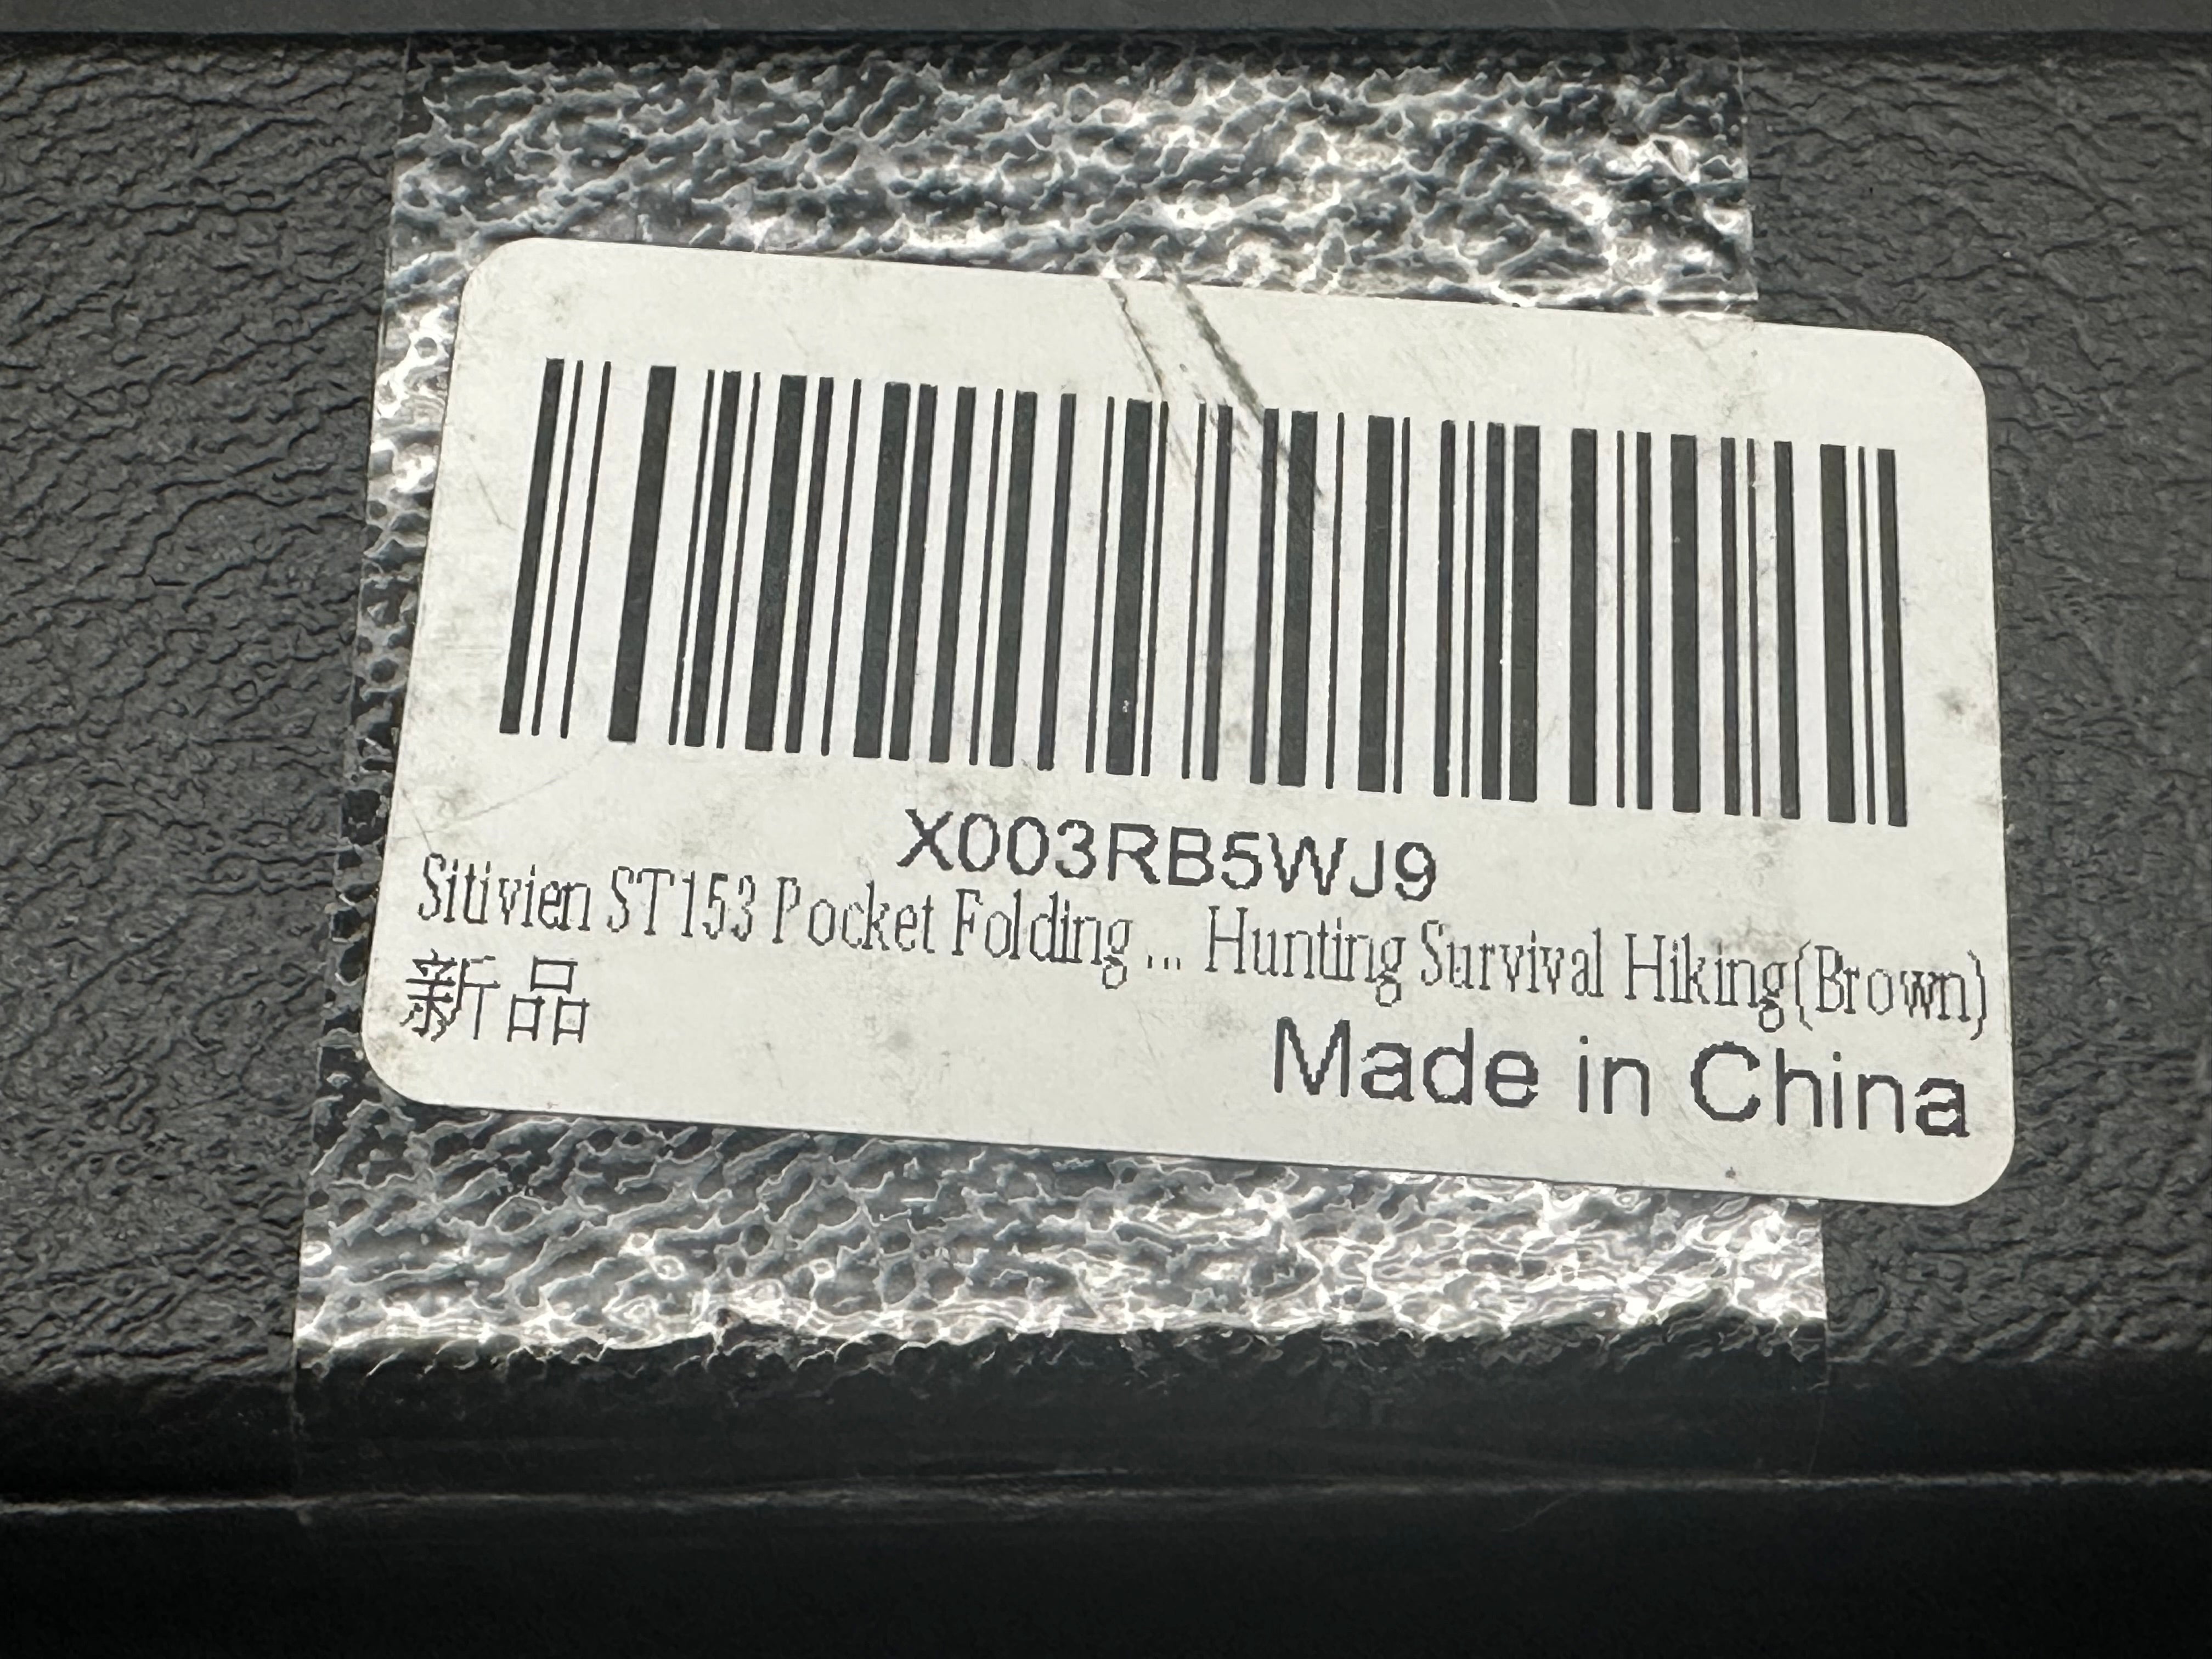 X003RB5WJ9
Sitivien ST153 Pocket Folding ... Hunting Survival Hiking(Brown)
新品
Made in China